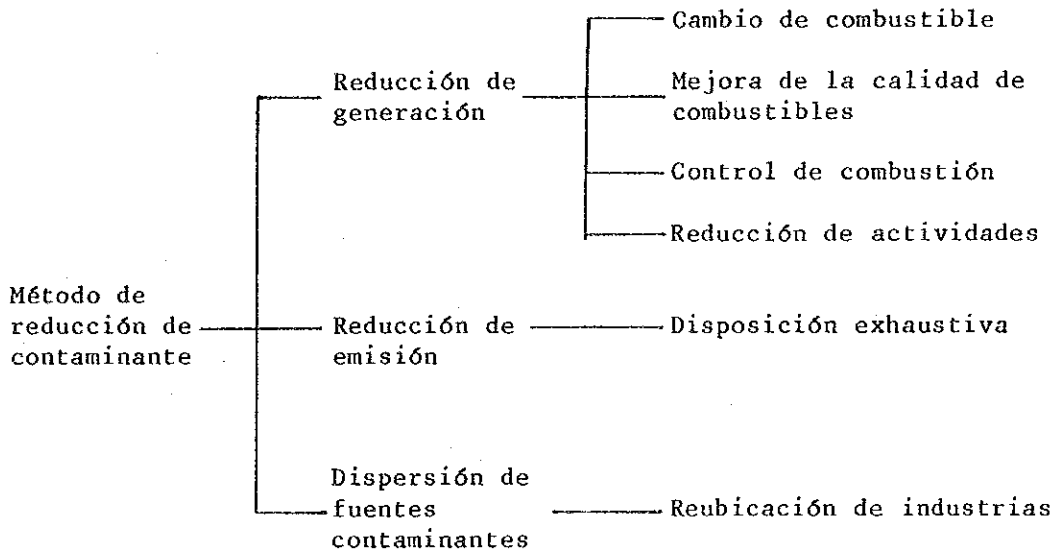 Cambio de combustible
Reducción de
generación
Mejora de la calidad de
combustibles
Control de combustión
Reducción de actividades
Método de
reducción de
contaminante
Reducción de
emisión
Disposición exhaustiva
Dispersión de
fuentes
contaminantes
Reubicación de industrias